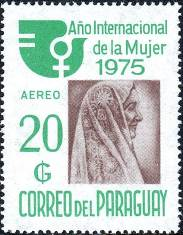 Año Internacional
de la Mujer
1975
AEREO
20
₲
CORREO DEL PARAGUAY